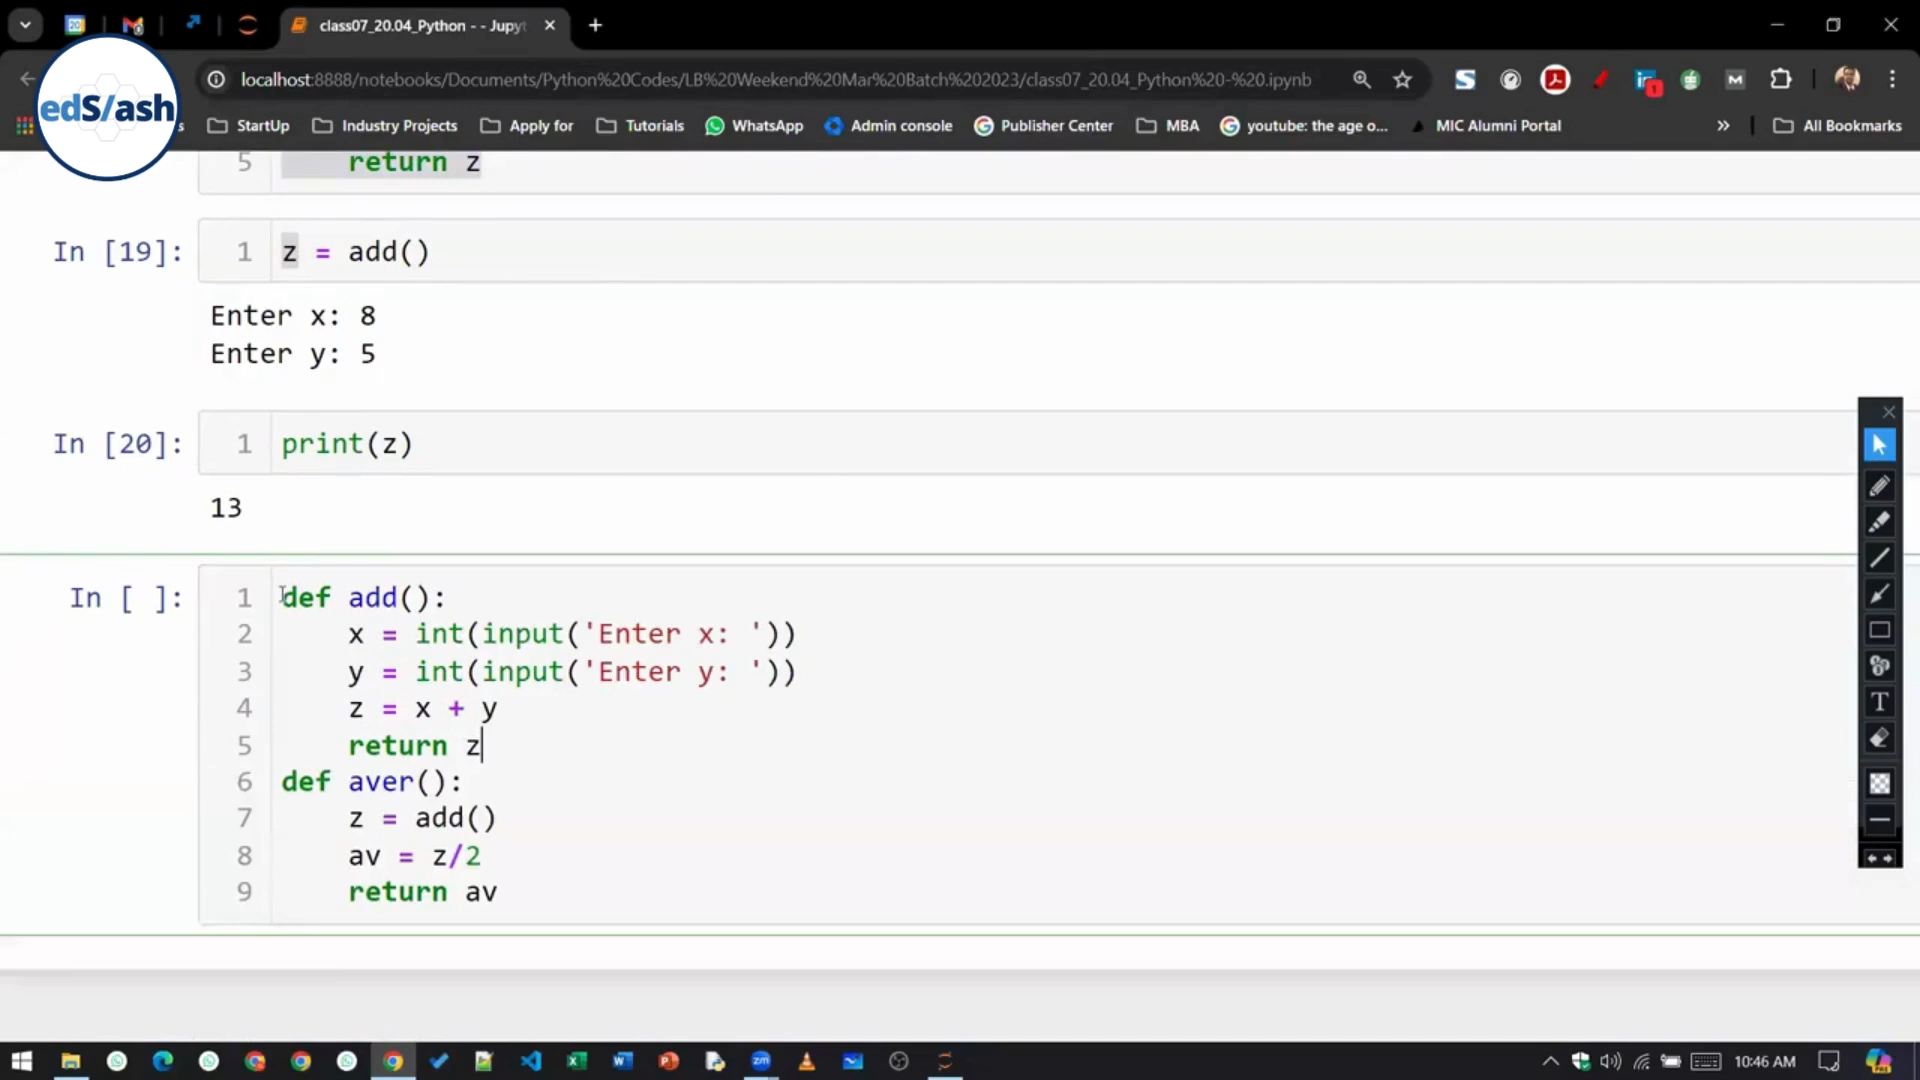 class07_20.04_Python - - Jupyt
edS/ash
localhost:8888/notebooks/Documents/Python%20Codes/LB%20Weekend%20Mar%20Batch%202023/class07_20.04_Python%20-%20.ipynb
StartUp Industry Projects Apply for Tutorials WhatsApp Admin console Publisher Center MBA youtube: the age o... MIC Alumni Portal » All Bookmarks
5 return z
In [19]: 1 z = add()
Enter x: 8
Enter y: 5
In [20]: 1 print(z)
13
In [ ]: 1 def add():
2 x = int(input('Enter x: '))
3 y = int(input('Enter y: '))
4 z = x + y
5 return z
6 def aver():
7 z = add()
8 av = z/2
9 return av
10:46 AM